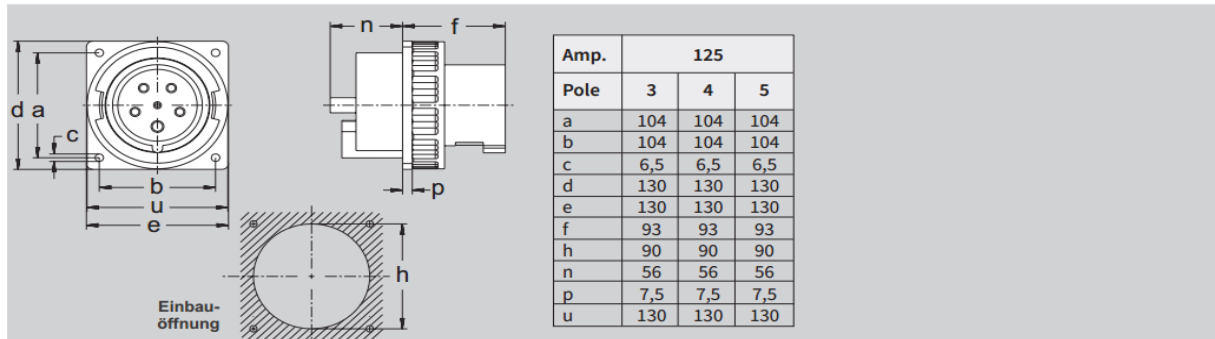 n f
d a
c
b
u
e
p
h
Einbau-
öffnung
Amp. 125
Pole 3 4 5
a 104 104 104
b 104 104 104
c 6,5 6,5 6,5
d 130 130 130
e 130 130 130
f 93 93 93
h 90 90 90
n 56 56 56
p 7,5 7,5 7,5
u 130 130 130